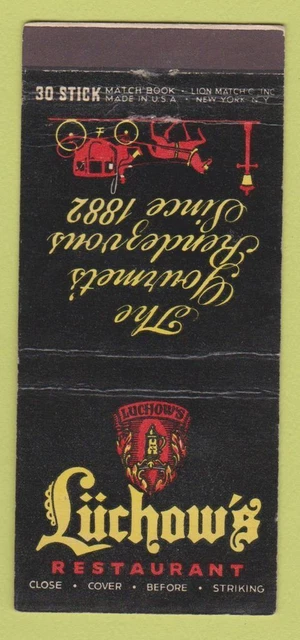 30 STICK MATCH BOOK • LION MATCH C. INC
MADE IN U.S.A • NEW YORK N.Y
The
Gourmet's
Rendezvous
Since 1882
LUCHOW'S
Lüchow's
RESTAURANT
CLOSE • COVER • BEFORE • STRIKING